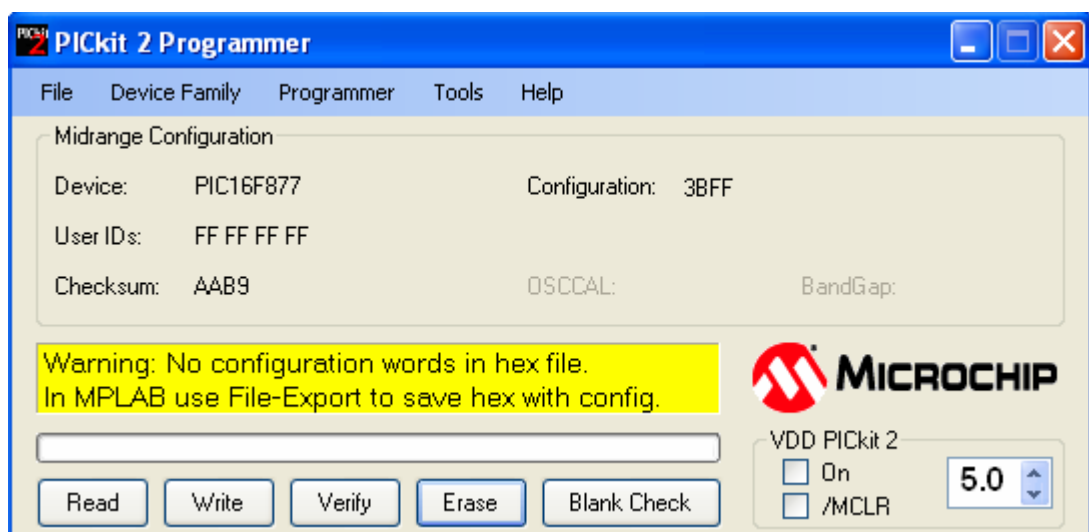 PICkit 2 Programmer
File Device Family Programmer Tools Help
Midrange Configuration
Device: PIC16F877 Configuration: 3BFF
User IDs: FF FF FF FF
Checksum: AAB9 OSCCAL: BandGap:
Warning: No configuration words in hex file.
In MPLAB use File-Export to save hex with config.
MICROCHIP
VDD PICkit 2
On
/MCLR
5.0
Read Write Verify Erase Blank Check